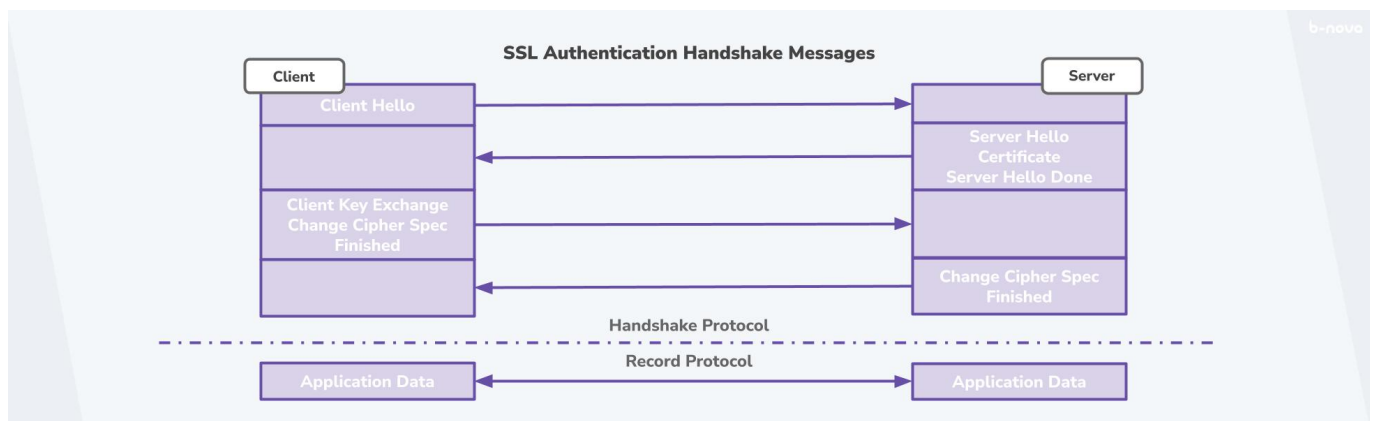 b-nova
SSL Authentication Handshake Messages
Client
Server
Client Hello
Server Hello
Certificate
Server Hello Done
Client Key Exchange
Change Cipher Spec
Finished
Change Cipher Spec
Finished
Handshake Protocol
Record Protocol
Application Data
Application Data